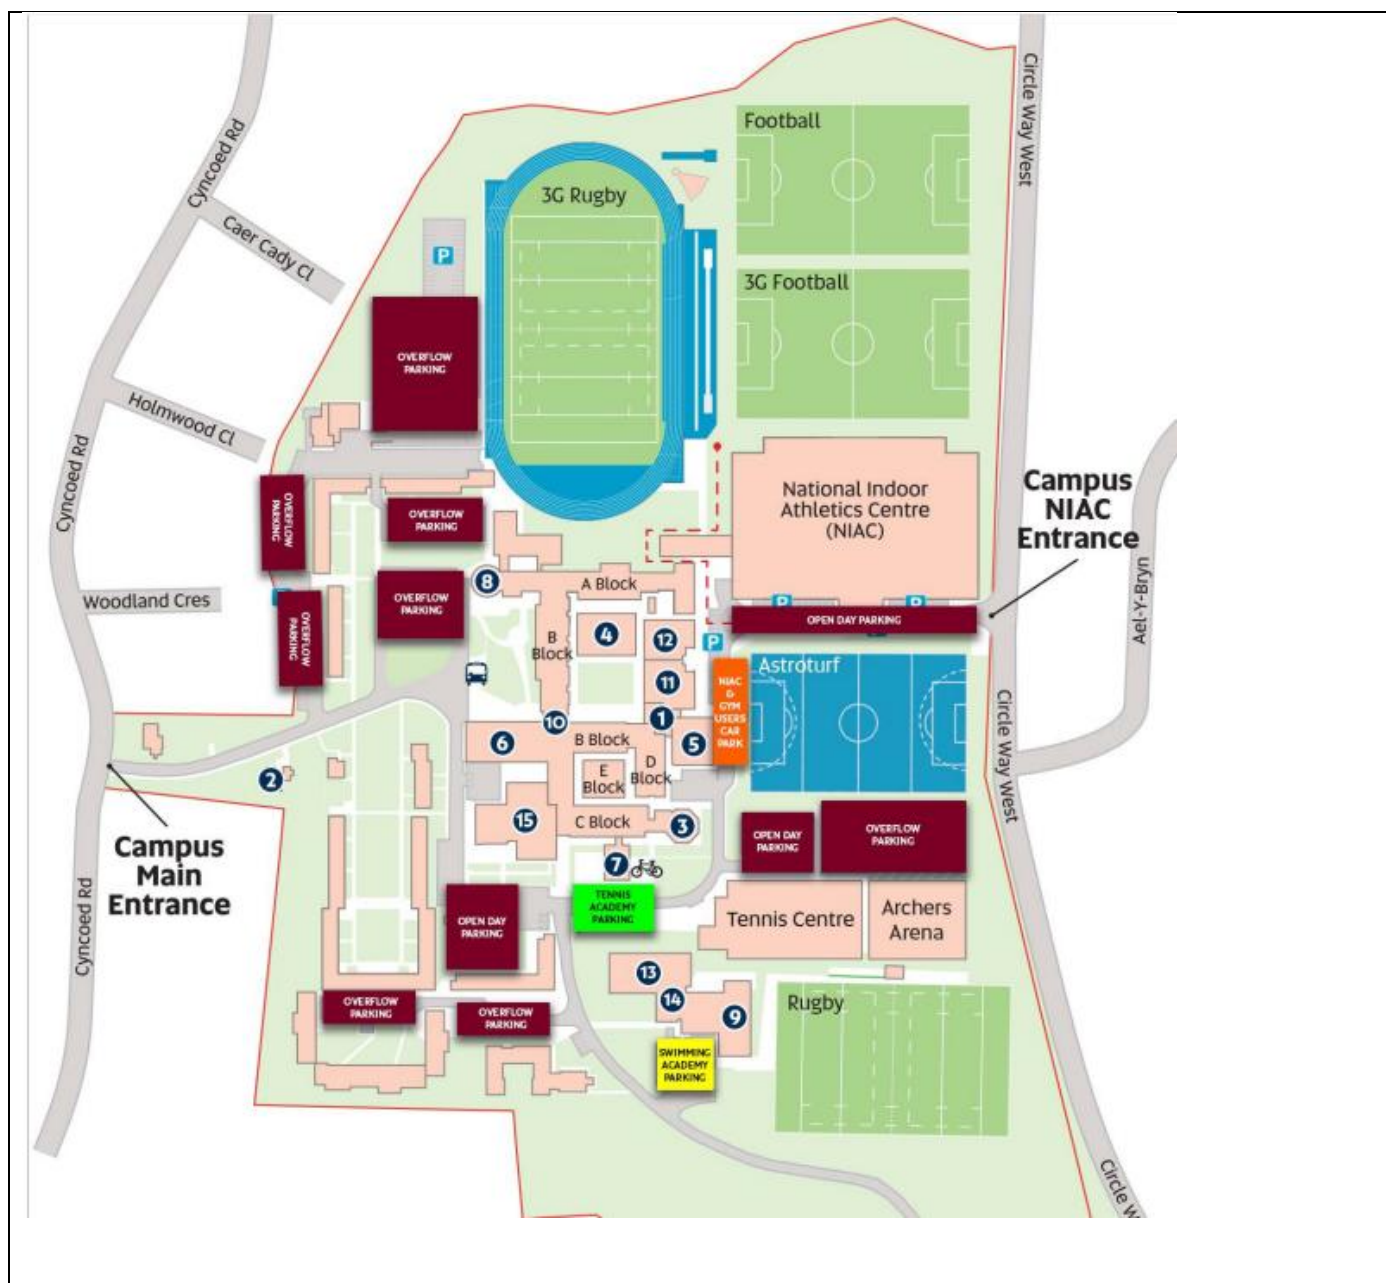 Football
Circle Way West
Cyncoed Rd
3G Rugby
Caer Cady Cl
P
3G Football
OVERFLOW
PARKING
Holmwood Cl
Cyncoed Rd
National Indoor
Athletics Centre
(NIAC)
Campus
NIAC
Entrance
OVERFLOW
PARKING
OVERFLOW
PARKING
Ael-Y-Bryn
8
A Block
Woodland Cres
OVERFLOW
PARKING
P
P
OPEN DAY PARKING
OVERFLOW
PARKING
B
Block
4
12
P
Astroturf
11
NIAC
&
GYM
USERS
CAR
PARK
10
1
6
B Block
5
Circle Way West
E
Block
D
Block
2
15
C Block
3
OPEN DAY
PARKING
OVERFLOW
PARKING
Campus
Main
Entrance
7
TENNIS
ACADEMY
PARKING
OPEN DAY
PARKING
Tennis Centre
Archers
Arena
Cyncoed Rd
13
14
9
Rugby
OVERFLOW
PARKING
OVERFLOW
PARKING
SWIMMING
ACADEMY
PARKING
Circle W